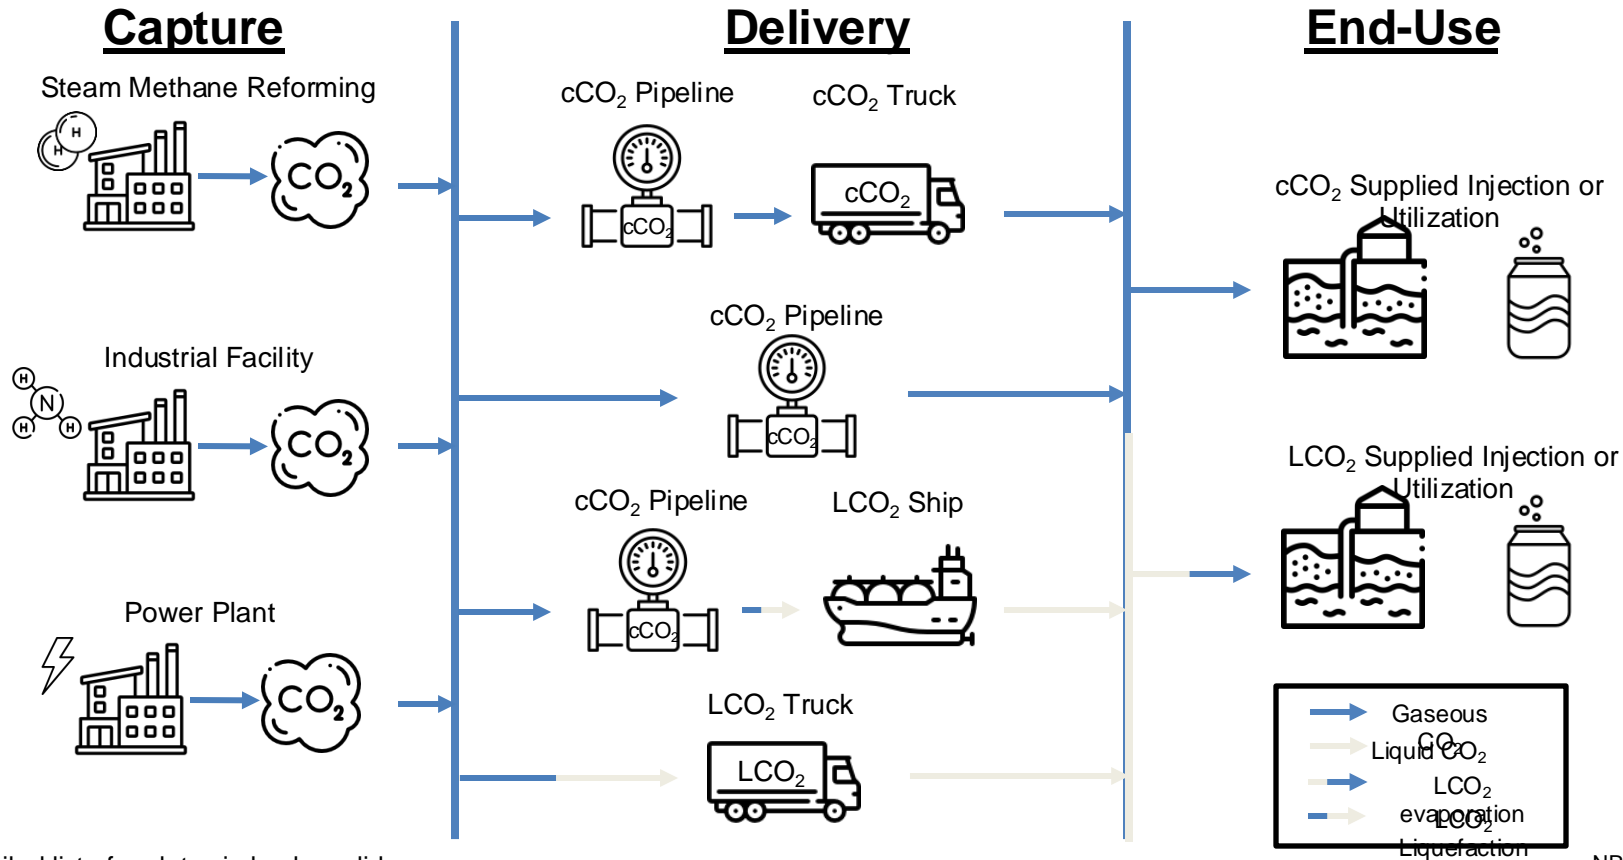 Capture
Delivery
End-Use
Steam Methane Reforming
H
H
CO₂
cCO₂ Pipeline
cCO₂
cCO₂ Truck
cCO₂
cCO₂ Supplied Injection or
Utilization
cCO₂ Pipeline
cCO₂
Industrial Facility
H
N
H
H
CO₂
cCO₂ Pipeline
cCO₂
LCO₂ Ship
LCO₂ Supplied Injection or
Utilization
Power Plant
CO₂
LCO₂ Truck
LCO₂
Gaseous
CO₂
Liquid CO₂
LCO₂
evaporation
LCO₂
Liquefaction